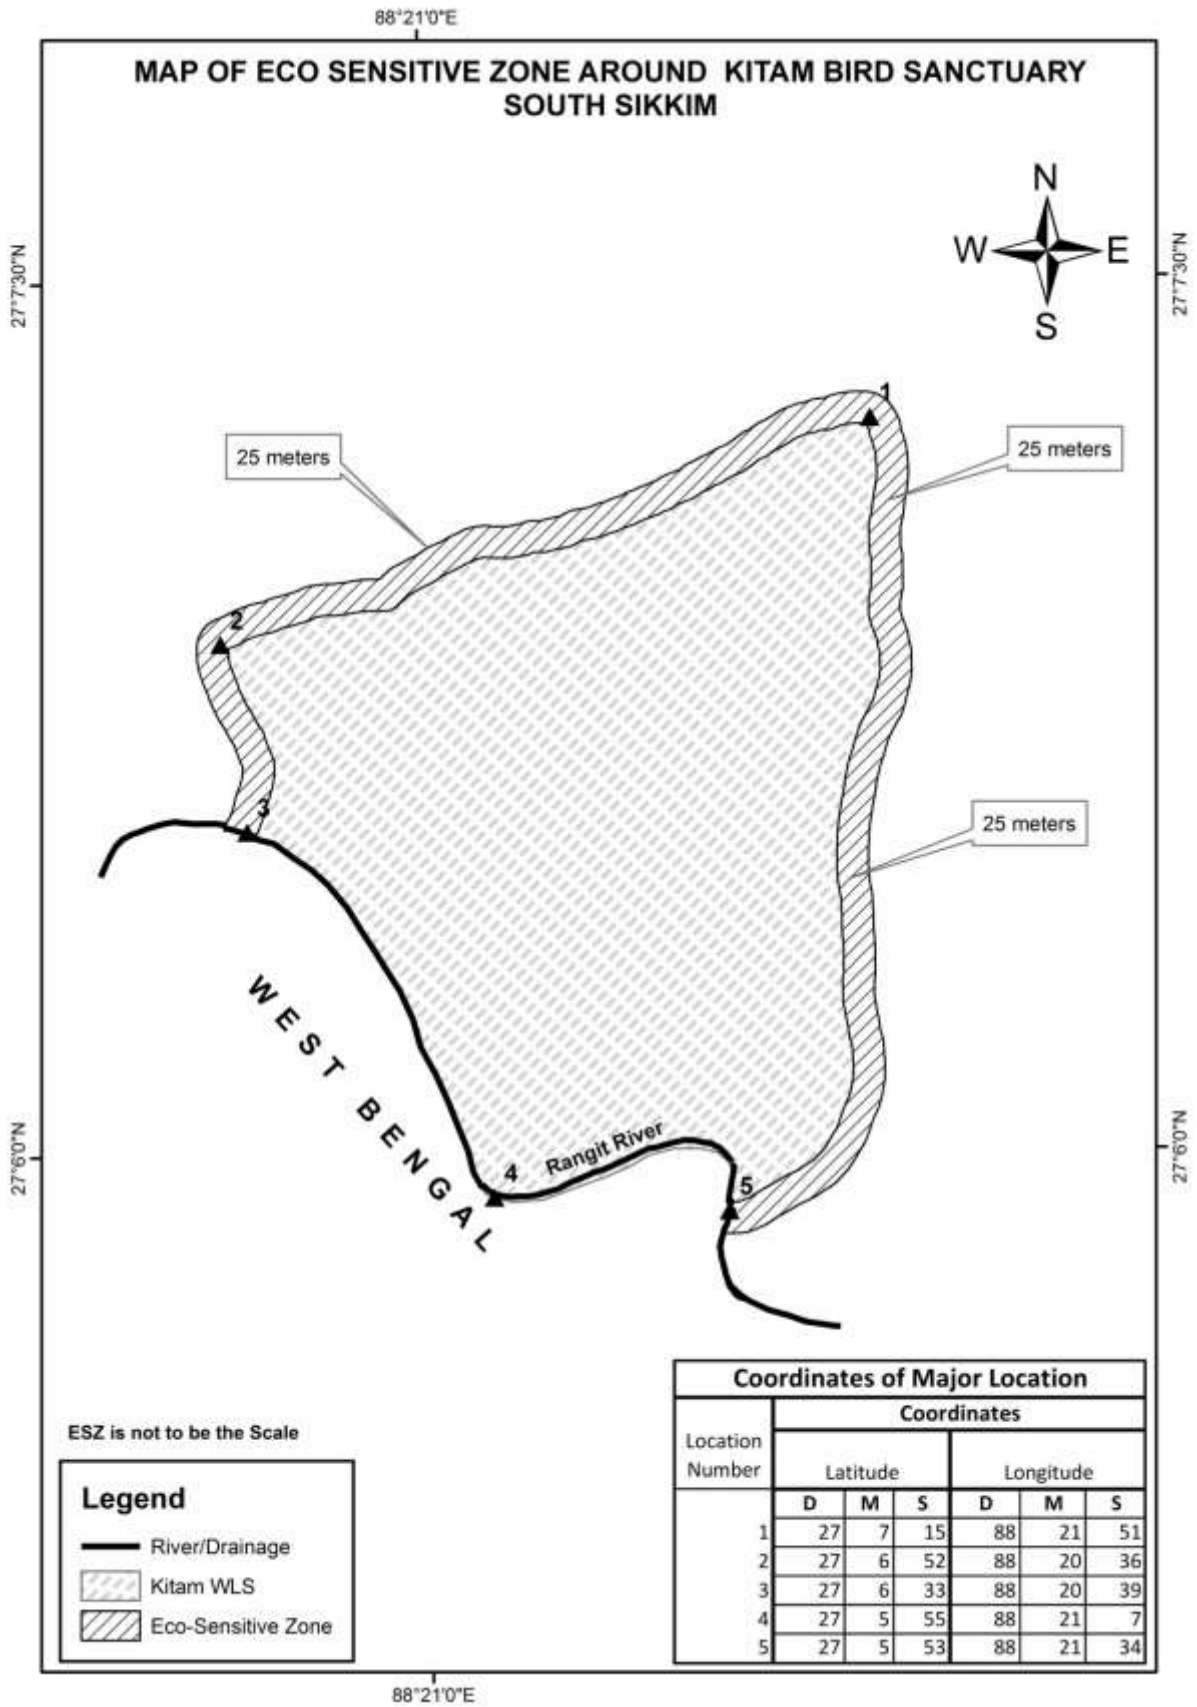 88°21'0"E
MAP OF ECO SENSITIVE ZONE AROUND KITAM BIRD SANCTUARY
SOUTH SIKKIM
N
W E
S
27°7'30"N
27°7'30"N
1
25 meters
25 meters
2
3
25 meters
WEST BENGAL
27°6'0"N
27°6'0"N
4
Rangit River
5
ESZ is not to be the Scale
Legend
River/Drainage
Kitam WLS
Eco-Sensitive Zone
Coordinates of Major Location
Location Number
Coordinates
Latitude Longitude
D M S D M S
1 27 7 15 88 21 51
2 27 6 52 88 20 36
3 27 6 33 88 20 39
4 27 5 55 88 21 7
5 27 5 53 88 21 34
88°21'0"E